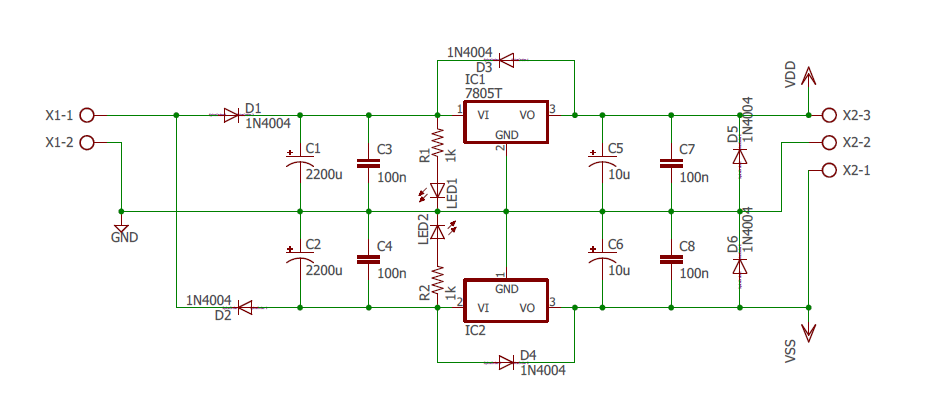 1N4004
D3
IC1
7805T
VDD
X1-1
D1
1N4004
1
VI
VO
3
X2-3
X1-2
GND
2
D5
1N4004
X2-2
R1
1k
C1
2200u
C3
100n
C5
10u
C7
100n
X2-1
LED1
GND
LED2
C2
2200u
C4
100n
R2
1k
1
GND
C6
10u
C8
100n
D6
1N4004
1N4004
D2
2
VI
VO
3
IC2
D4
1N4004
VSS